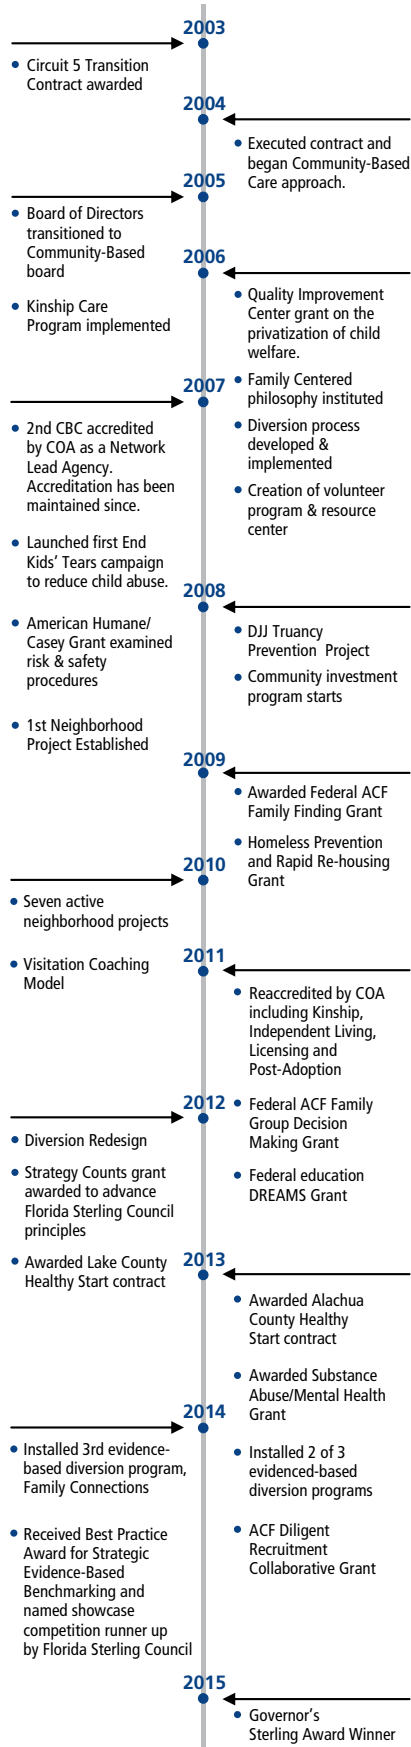 2003
• Circuit 5 Transition
Contract awarded
2004
• Executed contract and
began Community-Based
Care approach.
2005
• Board of Directors
transitioned to
Community-Based
board
• Kinship Care
Program implemented
2006
• Quality Improvement
Center grant on the
privatization of child
welfare.
• Family Centered
philosophy instituted
• Diversion process
developed &
implemented
• Creation of volunteer
program & resource
center
2007
• 2nd CBC accredited
by COA as a Network
Lead Agency.
Accreditation has been
maintained since.
• Launched first End
Kids’ Tears campaign
to reduce child abuse.
• American Humane/
Casey Grant examined
risk & safety
procedures
• 1st Neighborhood
Project Established
2008
• DJJ Truancy
Prevention Project
• Community investment
program starts
2009
• Awarded Federal ACF
Family Finding Grant
• Homeless Prevention
and Rapid Re-housing
Grant
2010
• Seven active
neighborhood projects
• Visitation Coaching
Model
2011
• Reaccredited by COA
including Kinship,
Independent Living,
Licensing and
Post-Adoption
• Federal ACF Family
Group Decision
Making Grant
• Federal education
DREAMS Grant
2012
• Diversion Redesign
• Strategy Counts grant
awarded to advance
Florida Sterling Council
principles
• Awarded Lake County
Healthy Start contract
2013
• Awarded Alachua
County Healthy
Start contract
• Awarded Substance
Abuse/Mental Health
Grant
• Installed 2 of 3
evidenced-based
diversion programs
• ACF Diligent
Recruitment
Collaborative Grant
2014
• Installed 3rd evidence-
based diversion program,
Family Connections
• Received Best Practice
Award for Strategic
Evidence-Based
Benchmarking and
named showcase
competition runner up
by Florida Sterling Council
2015
• Governor’s
Sterling Award Winner